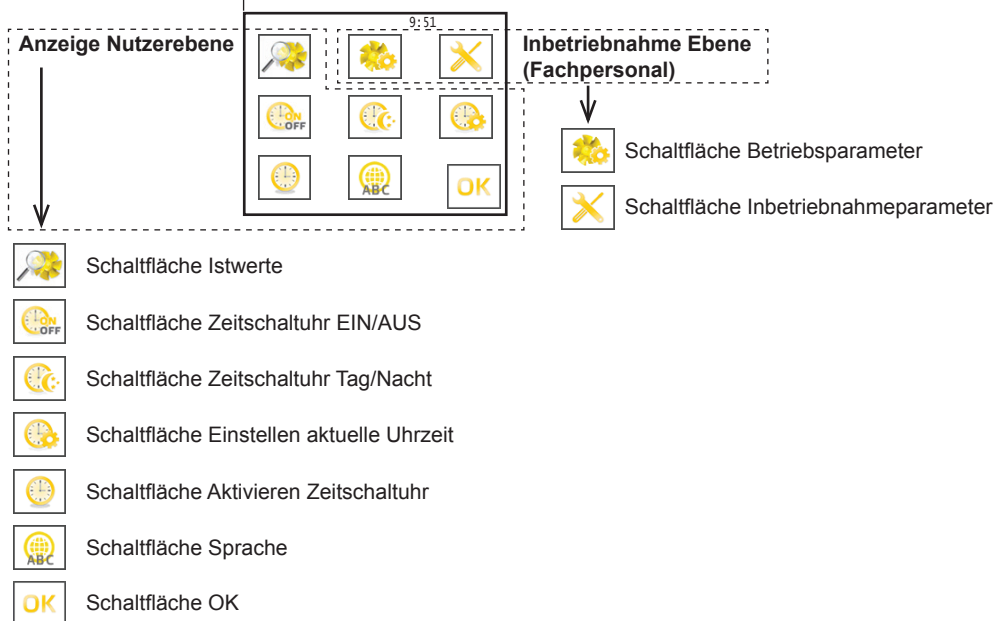 9:51
Anzeige Nutzerebene
Inbetriebnahme Ebene
(Fachpersonal)
ON
OFF
ABC
OK
Schaltfläche Betriebsparameter
Schaltfläche Inbetriebnahmeparameter
Schaltfläche Istwerte
ON
OFF
Schaltfläche Zeitschaltuhr EIN/AUS
Schaltfläche Zeitschaltuhr Tag/Nacht
Schaltfläche Einstellen aktuelle Uhrzeit
Schaltfläche Aktivieren Zeitschaltuhr
ABC
Schaltfläche Sprache
OK
Schaltfläche OK